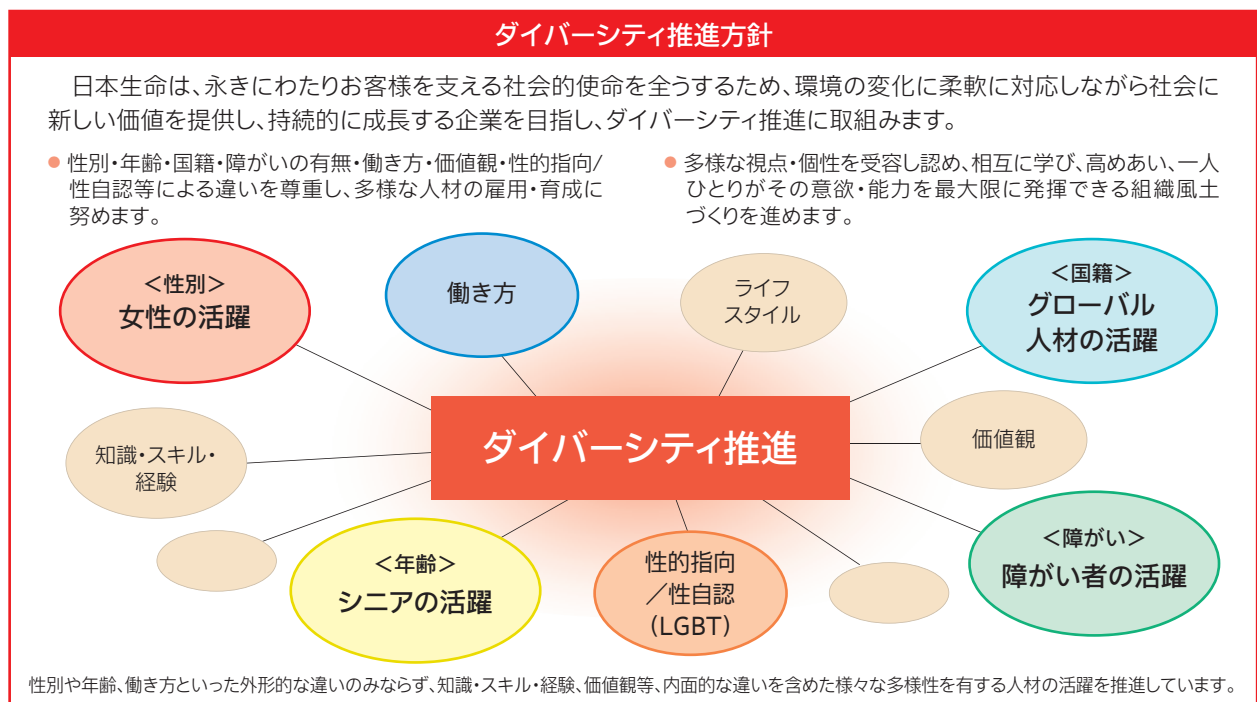 ダイバーシティ推進方針
日本生命は、永きにわたりお客様を支える社会的使命を全うするため、環境の変化に柔軟に対応しながら社会に
新しい価値を提供し、持続的に成長する企業を目指し、ダイバーシティ推進に取組みます。
● 性別・年齢・国籍・障がいの有無・働き方・価値観・性的指向/
性自認等による違いを尊重し、多様な人材の雇用・育成に
努めます。
● 多様な視点・個性を受容し認め、相互に学び、高めあい、一人
ひとりがその意欲・能力を最大限に発揮できる組織風土
づくりを進めます。
＜性別＞
女性の活躍
働き方
ライフ
スタイル
＜国籍＞
グローバル
人材の活躍
ダイバーシティ推進
知識・スキル・
経験
価値観
＜年齢＞
シニアの活躍
性的指向
／性自認
(LGBT)
＜障がい＞
障がい者の活躍
性別や年齢、働き方といった外形的な違いのみならず、知識・スキル・経験、価値観等、内面的な違いを含めた様々な多様性を有する人材の活躍を推進しています。